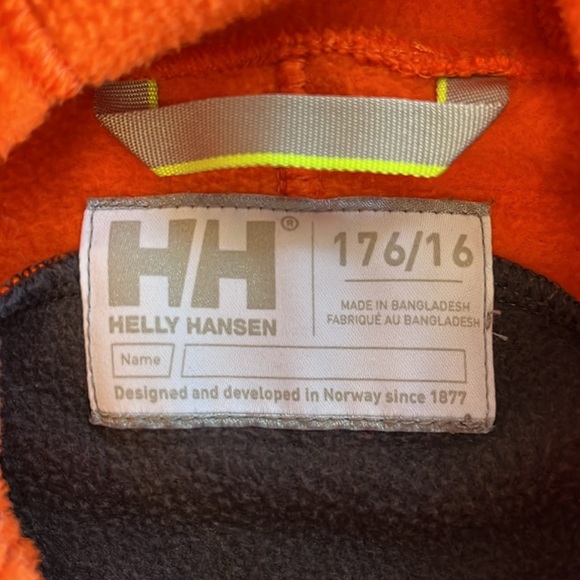 HH®
HELLY HANSEN
176/16
MADE IN BANGLADESH
FABRIQUÉ AU BANGLADESH
Name
Designed and developed in Norway since 1877